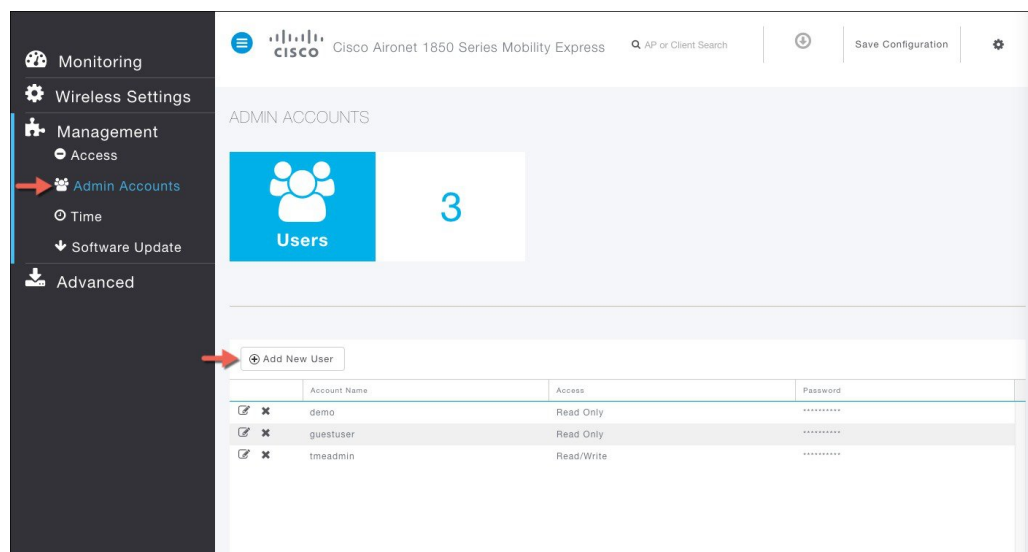 Monitoring
Wireless Settings
Management
Access
Admin Accounts
Time
Software Update
Advanced
CISCO Cisco Aironet 1850 Series Mobility Express AP or Client Search Save Configuration
ADMIN ACCOUNTS
Users
3
Add New User
Account Name Access Password
demo Read Only **********
guestuser Read Only **********
tmeadmin Read/Write **********